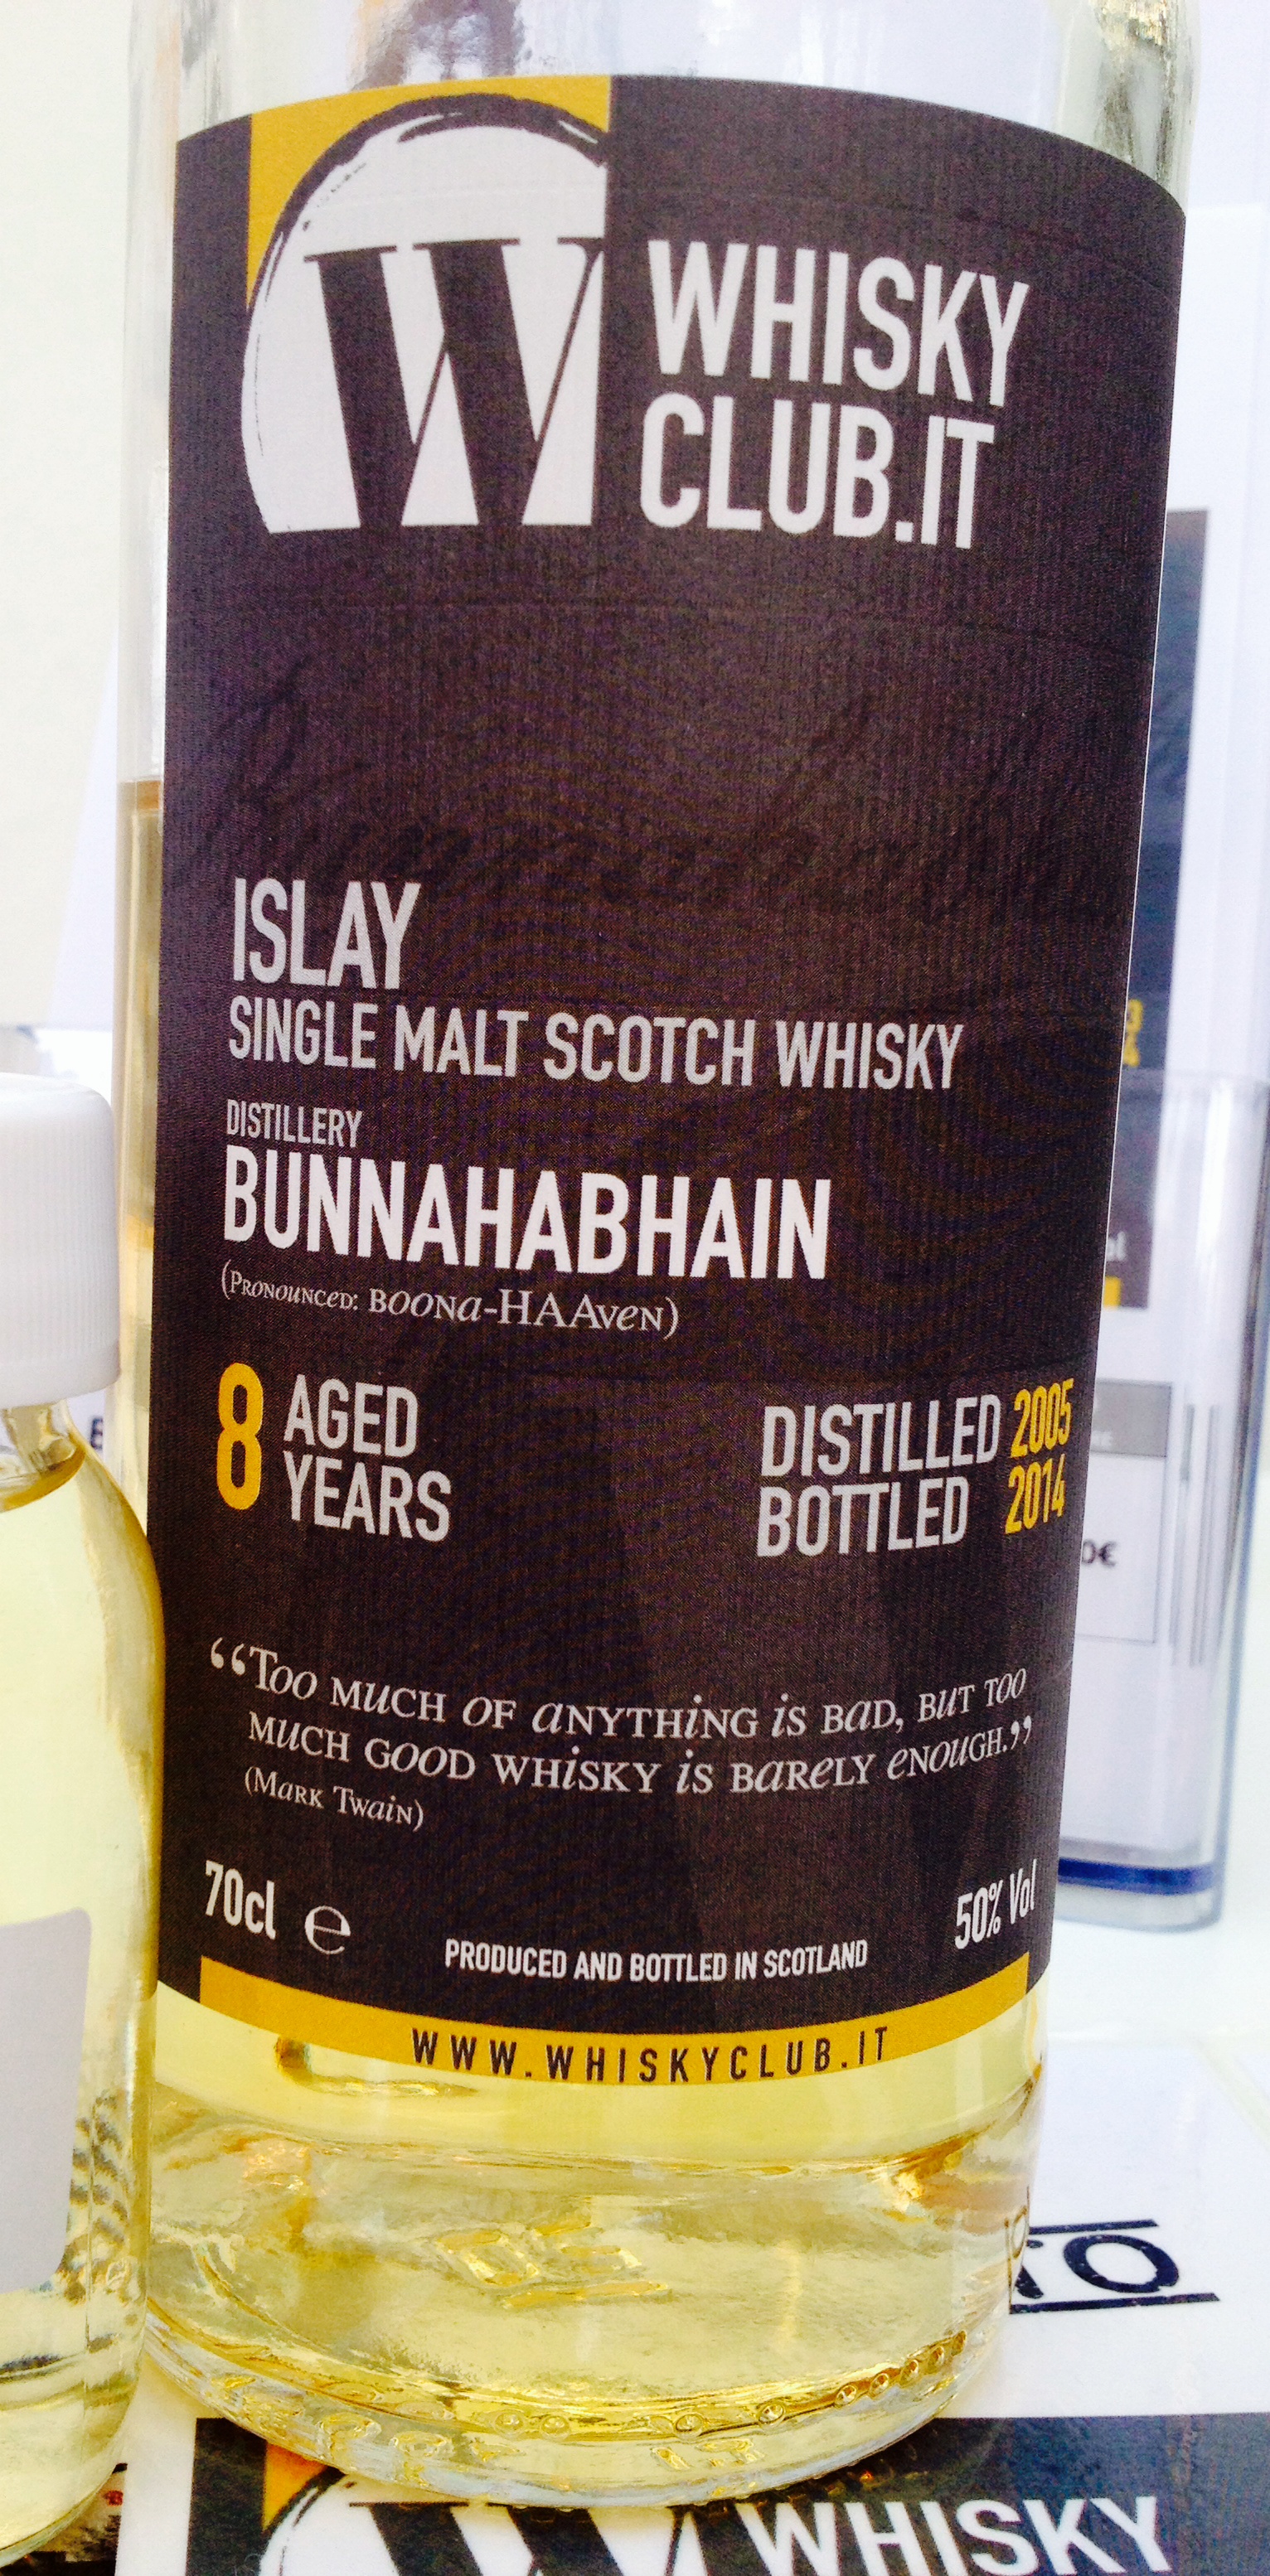 W
WHISKY
CLUB.IT
ISLAY
SINGLE MALT SCOTCH WHISKY
DISTILLERY
BUNNAHABHAIN
(PRONOUNCeD: BOONa-HAAveN)
8 AGED
YEARS
DISTILLED 2005
BOTTLED 2014
“TOO MuCH OF aNYTHiNG iS BaD, BuT TOO
MuCH GOOD WHiSKY iS BaReLY eNOuGH.”
(MaRK TWaiN)
70cl e
50% Vol
PRODUCED AND BOTTLED IN SCOTLAND
WWW.WHISKYCLUB.IT
TO
WHISKY